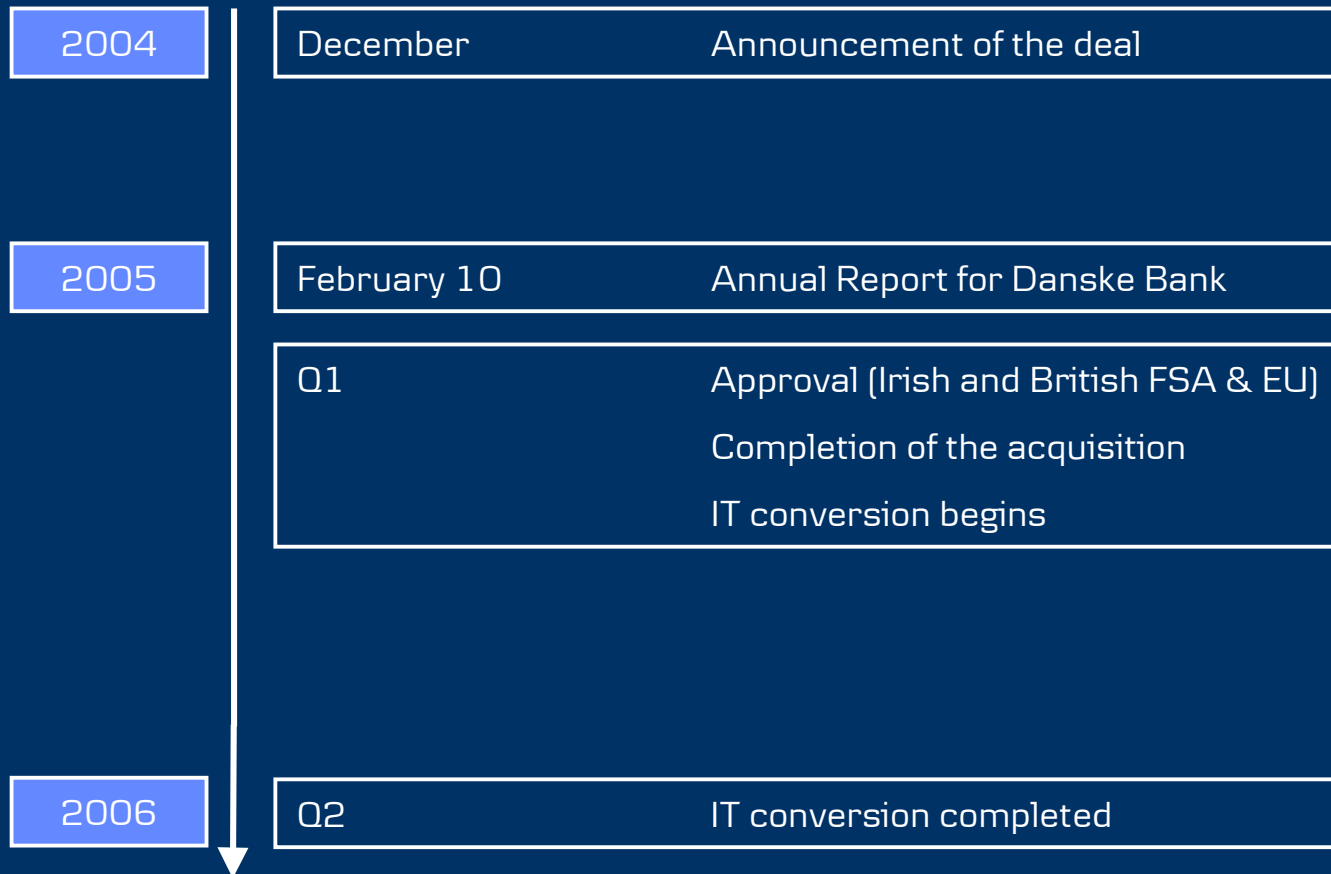 2004 December Announcement of the deal
2005 February 10 Annual Report for Danske Bank
Q1 Approval (Irish and British FSA & EU)
Completion of the acquisition
IT conversion begins
2006 Q2 IT conversion completed